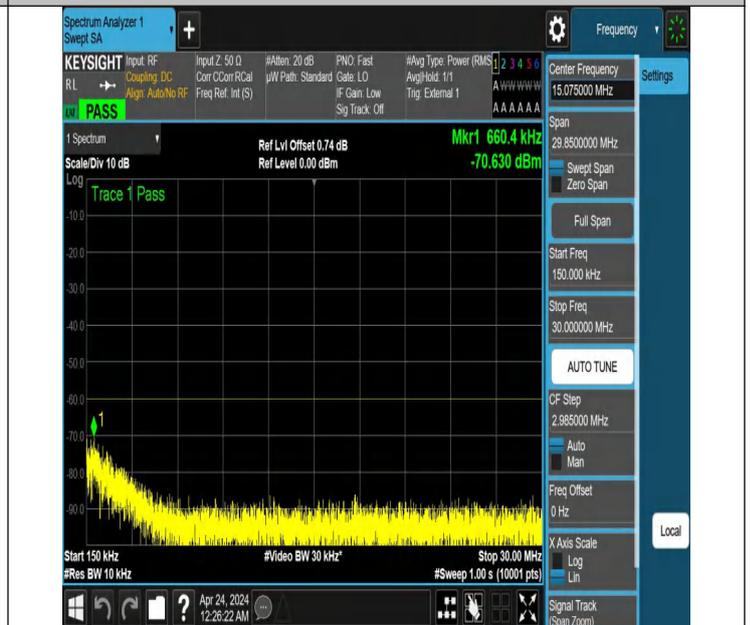 Spectrum Analyzer 1
Swept SA
+
Frequency
KEYSIGHT
RL
PASS
Input: RF
Coupling: DC
Align: Auto/No RF
Input Z: 50 Ω
Corr CCorr RCal
Freq Ref: Int (S)
#Atten: 20 dB
µW Path: Standard
PNO: Fast
Gate: LO
IF Gain: Low
Sig Track: Off
#Avg Type: Power (RMS
Avg|Hold: 1/1
Trig: External 1
1 2 3 4 5 6
A W W W W W
A A A A A A
Center Frequency
15.075000 MHz
Settings
Span
29.8500000 MHz
Swept Span
Zero Span
Full Span
Start Freq
150.000 kHz
Stop Freq
30.000000 MHz
AUTO TUNE
CF Step
2.985000 MHz
Auto
Man
Freq Offset
0 Hz
X Axis Scale
Log
Lin
Signal Track
(Span Zoom)
Local
1 Spectrum
Scale/Div 10 dB
Ref Lvl Offset 0.74 dB
Ref Level 0.00 dBm
Mkr1 660.4 kHz
-70.630 dBm
Log
Trace 1 Pass
-10.0
-20.0
-30.0
-40.0
-50.0
-60.0
-70.0
-80.0
-90.0
1
Start 150 kHz
#Res BW 10 kHz
#Video BW 30 kHz*
Stop 30.00 MHz
#Sweep 1.00 s (10001 pts)
?
Apr 24, 2024
12:26:22 AM